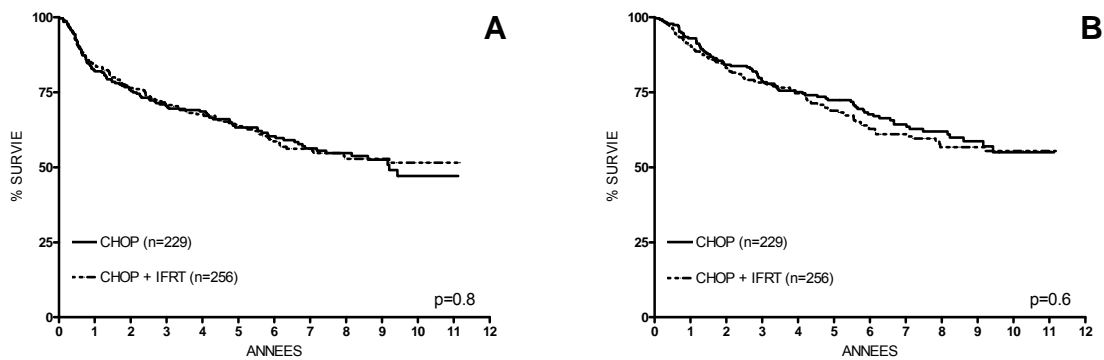 A
% SURVIE
100
75
50
25
0
CHOP (n=229)
CHOP + IFRT (n=256)
p=0.8
0 1 2 3 4 5 6 7 8 9 10 11 12
ANNEES
B
% SURVIE
100
75
50
25
0
CHOP (n=229)
CHOP + IFRT (n=256)
p=0.6
0 1 2 3 4 5 6 7 8 9 10 11 12
ANNEES